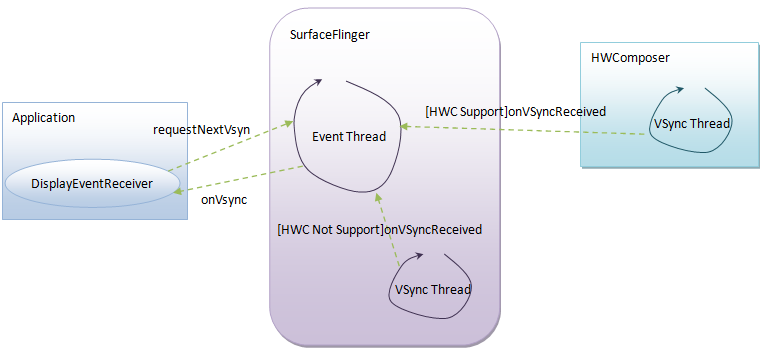 SurfaceFlinger
HWComposer
Application
requestNextVsyn
[HWC Support]onVSyncReceived
VSync Thread
Event Thread
DisplayEventReceiver
onVsync
[HWC Not Support]onVSyncReceived
VSync Thread